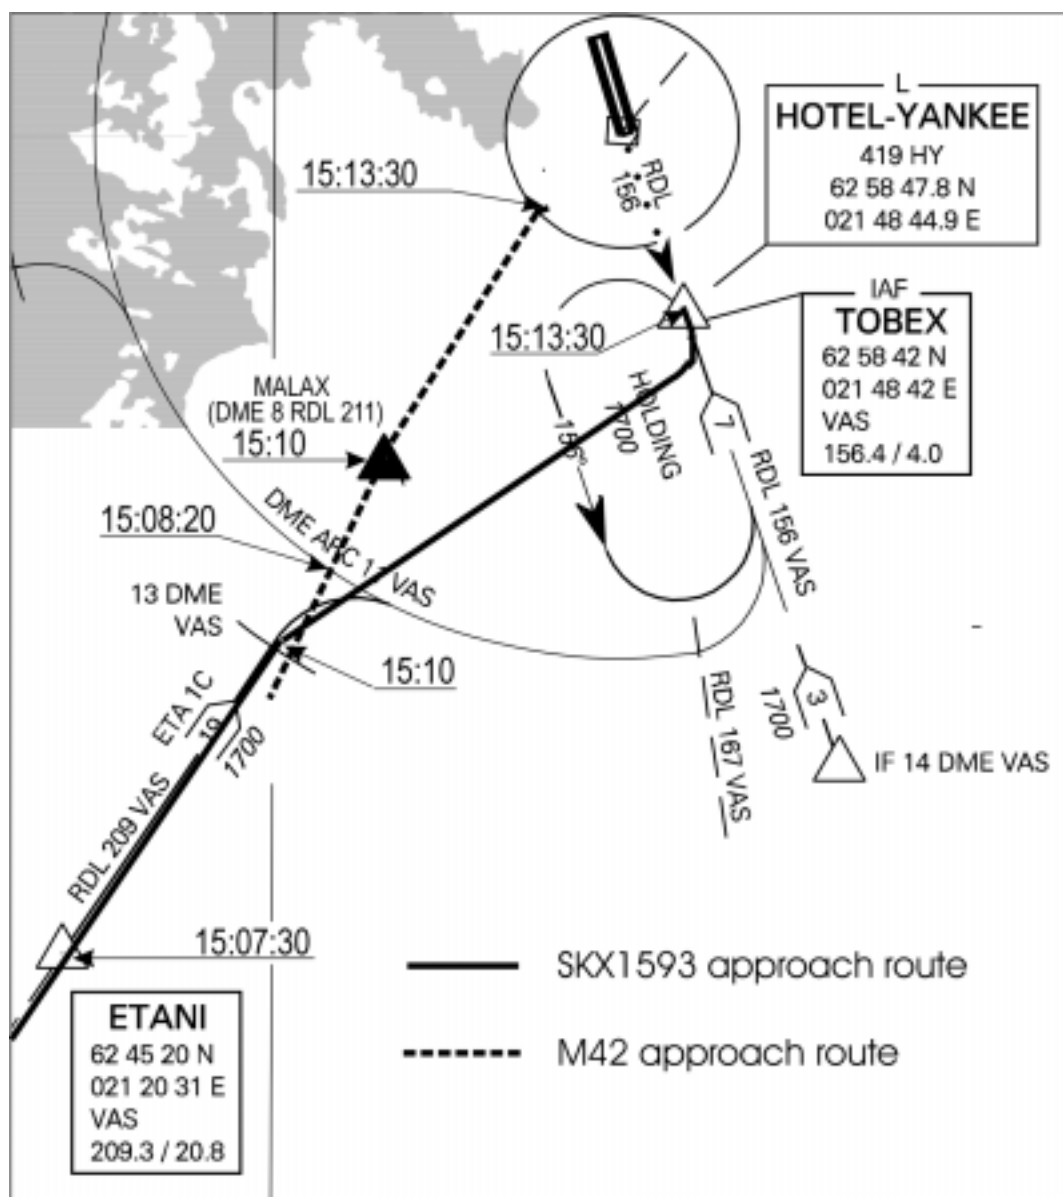 L
HOTEL-YANKEE
419 HY
62 58 47.8 N
021 48 44.9 E
15:13:30
RDL
156
IAF
TOBEX
62 58 42 N
021 48 42 E
VAS
156.4 / 4.0
15:13:30
MALAX
(DME 8 RDL 211)
15:10
HOLDING
1700
156°
7
RDL 156 VAS
15:08:20
DME ARC 11 VAS
13 DME
VAS
15:10
ETA 1C
19
1700
RDL 167 VAS
1700
3
IF 14 DME VAS
RDL 209 VAS
15:07:30
SKX1593 approach route
M42 approach route
ETANI
62 45 20 N
021 20 31 E
VAS
209.3 / 20.8